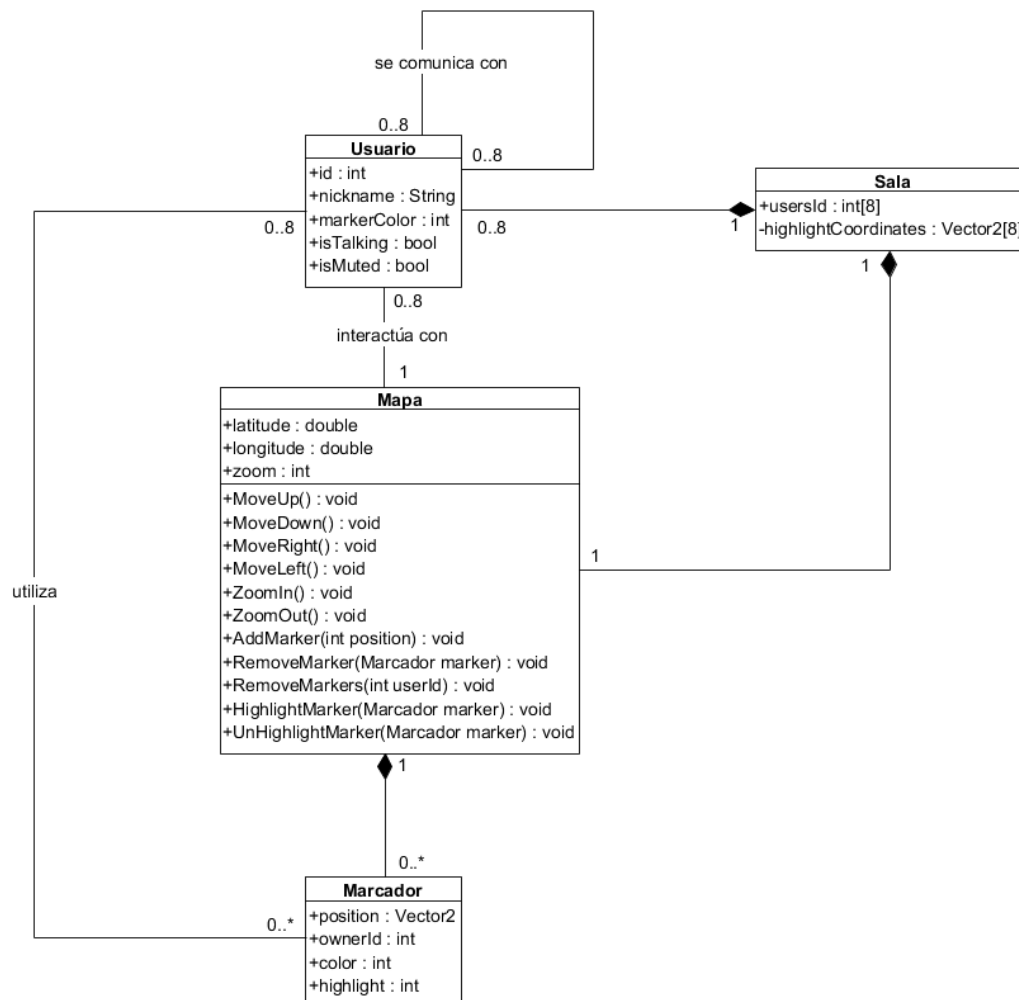 se comunica con
0..8
0..8
Usuario
+id : int
+nickname : String
+markerColor : int
+isTalking : bool
+isMuted : bool
0..8
0..8
0..8
1
Sala
+usersId : int[8]
-highlightCoordinates : Vector2[8]
1
interactúa con
1
Mapa
+latitude : double
+longitude : double
+zoom : int
+MoveUp() : void
+MoveDown() : void
+MoveRight() : void
+MoveLeft() : void
+ZoomIn() : void
+ZoomOut() : void
+AddMarker(int position) : void
+RemoveMarker(Marcador marker) : void
+RemoveMarkers(int userId) : void
+HighlightMarker(Marcador marker) : void
+UnHighlightMarker(Marcador marker) : void
1
utiliza
1
0..*
0..*
Marcador
+position : Vector2
+ownerId : int
+color : int
+highlight : int